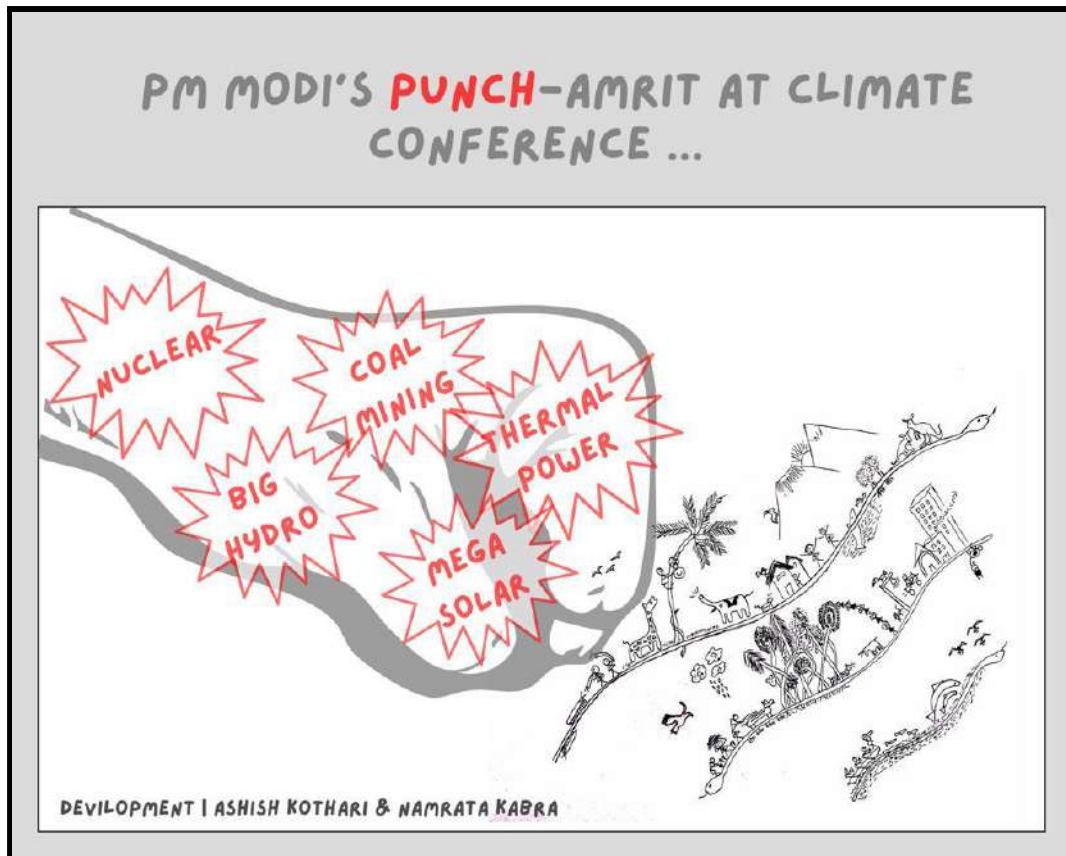 PM MODI'S PUNCH-AMRIT AT CLIMATE
CONFERENCE ...
NUCLEAR
COAL
MINING
THERMAL
POWER
BIG
HYDRO
MEGA
SOLAR
DEVILOPMENT | ASHISH KOTHARI & NAMRATA KABRA